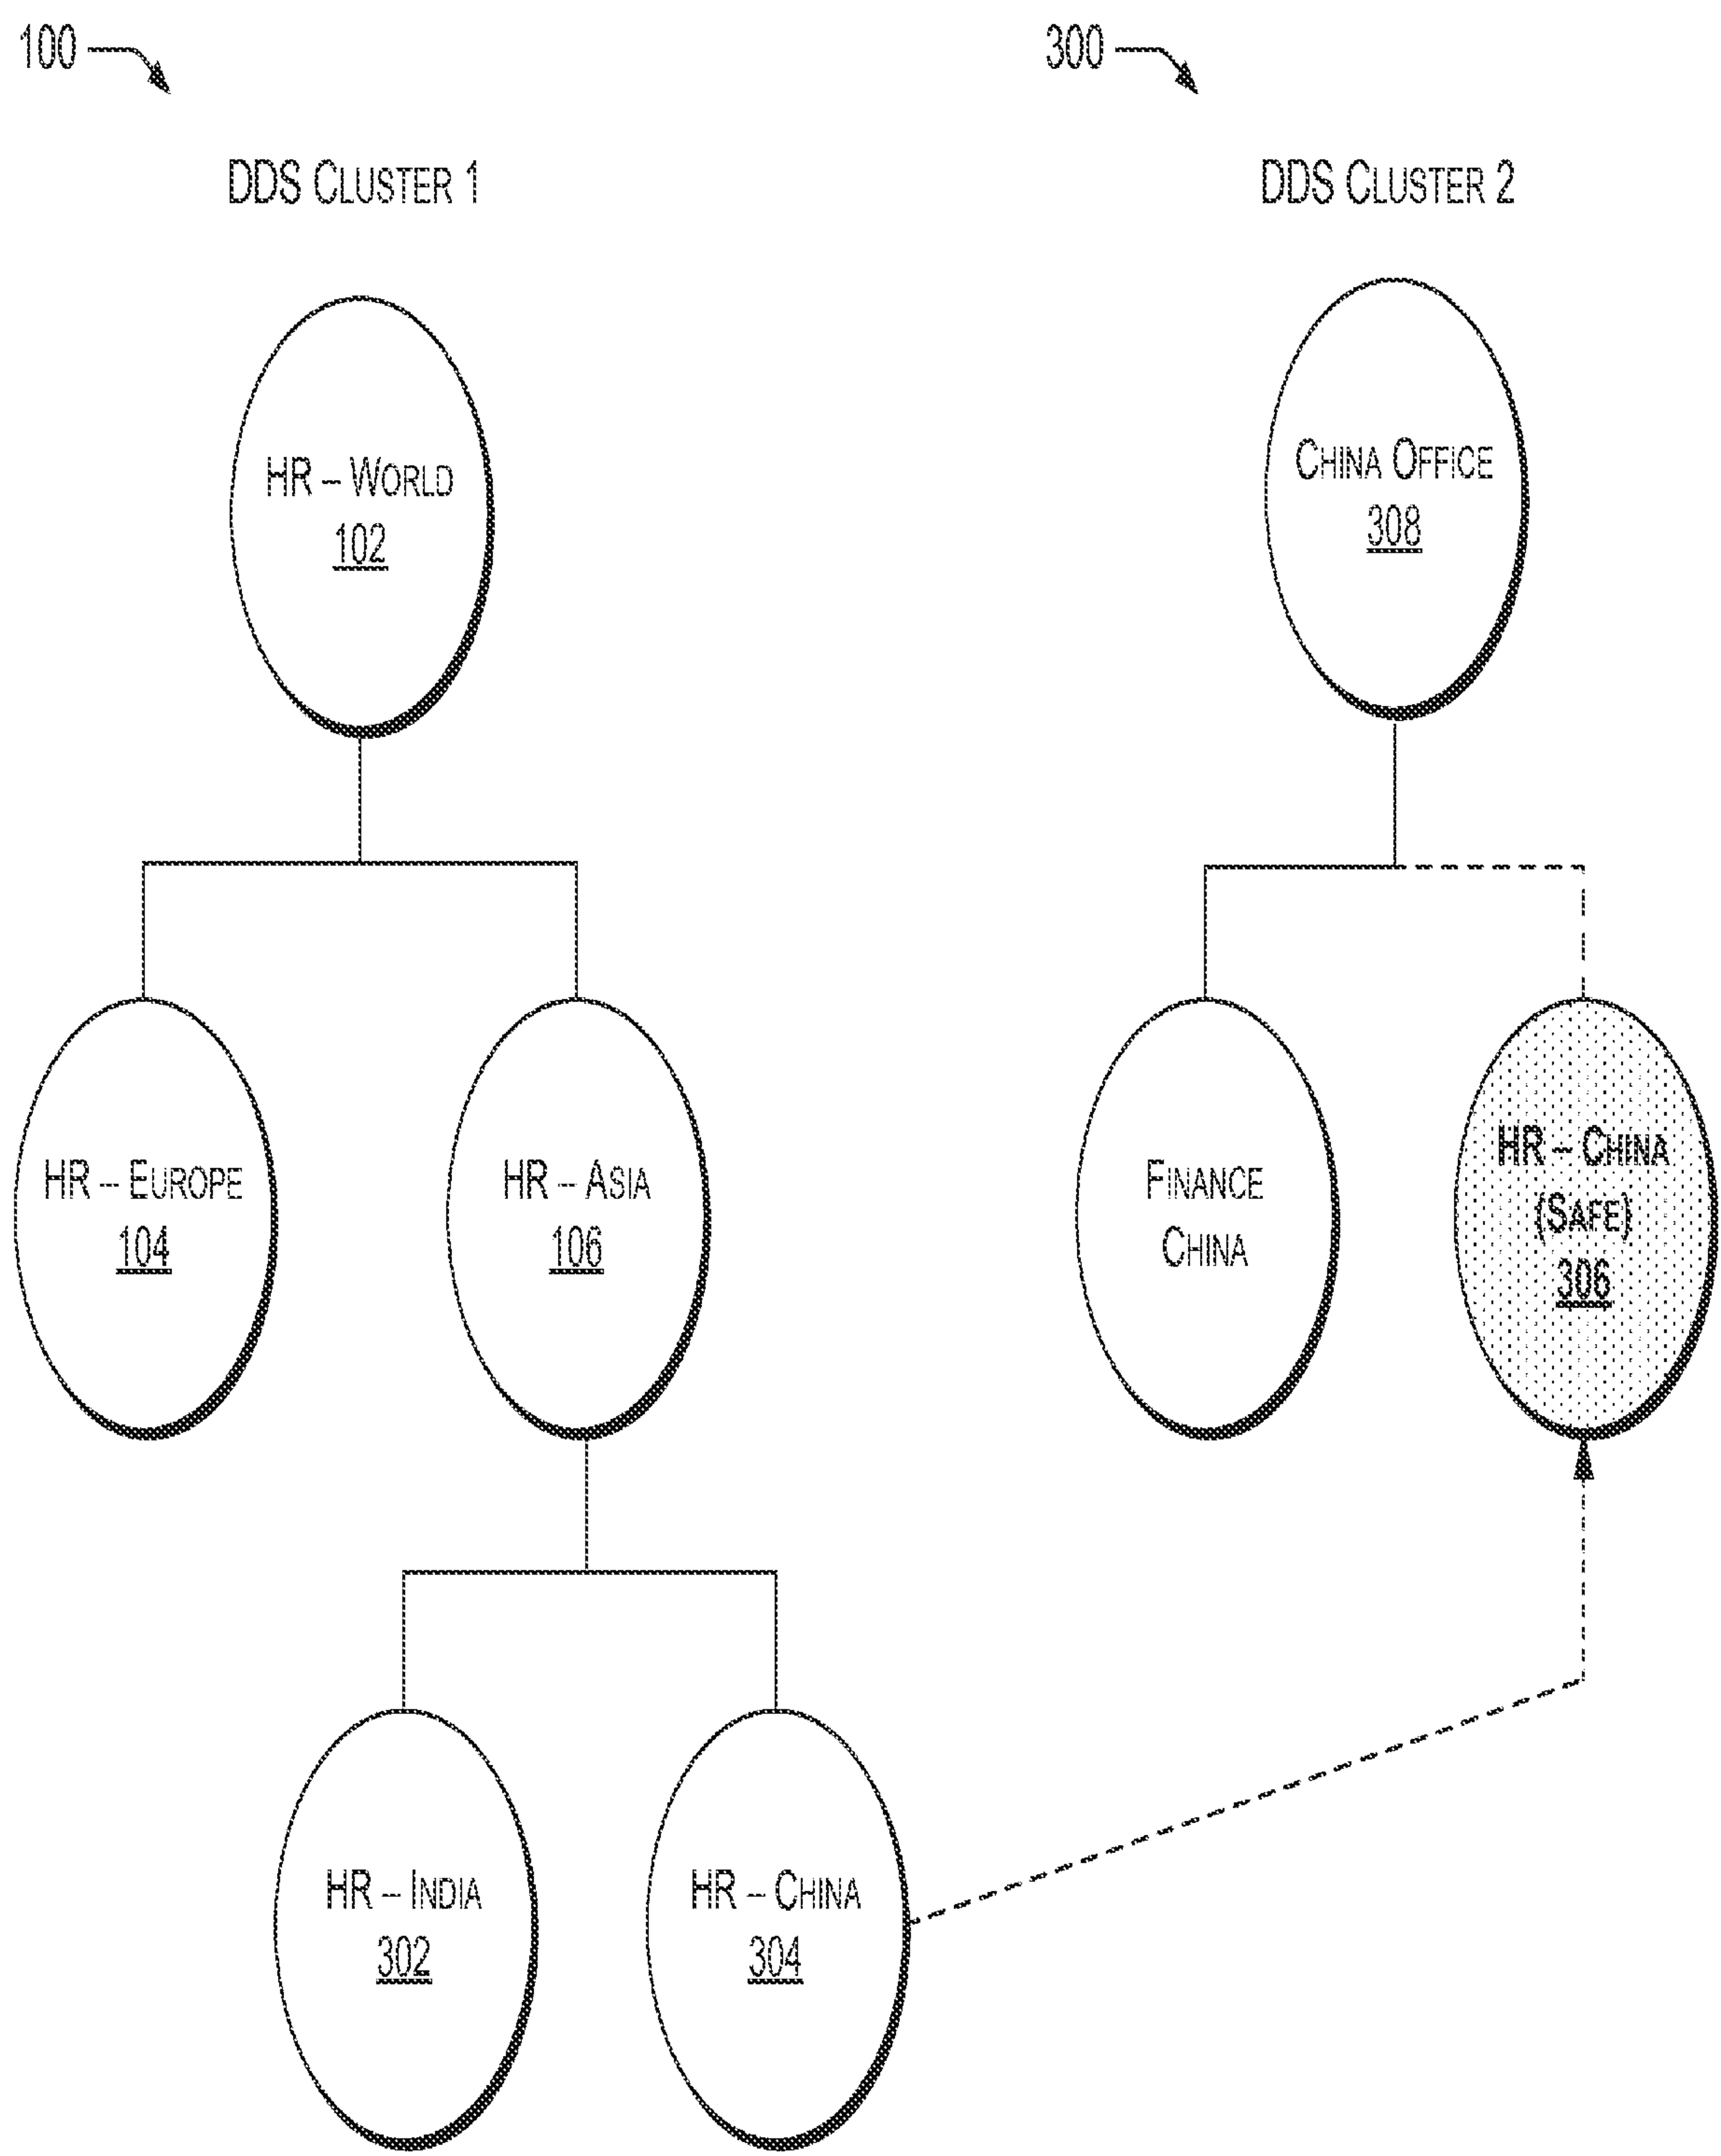 100
300
DDS CLUSTER 1
DDS CLUSTER 2
HR – WORLD
102
CHINA OFFICE
308
HR – EUROPE
104
HR – ASIA
106
FINANCE
CHINA
HR – CHINA
(SAFE)
306
HR – INDIA
302
HR – CHINA
304